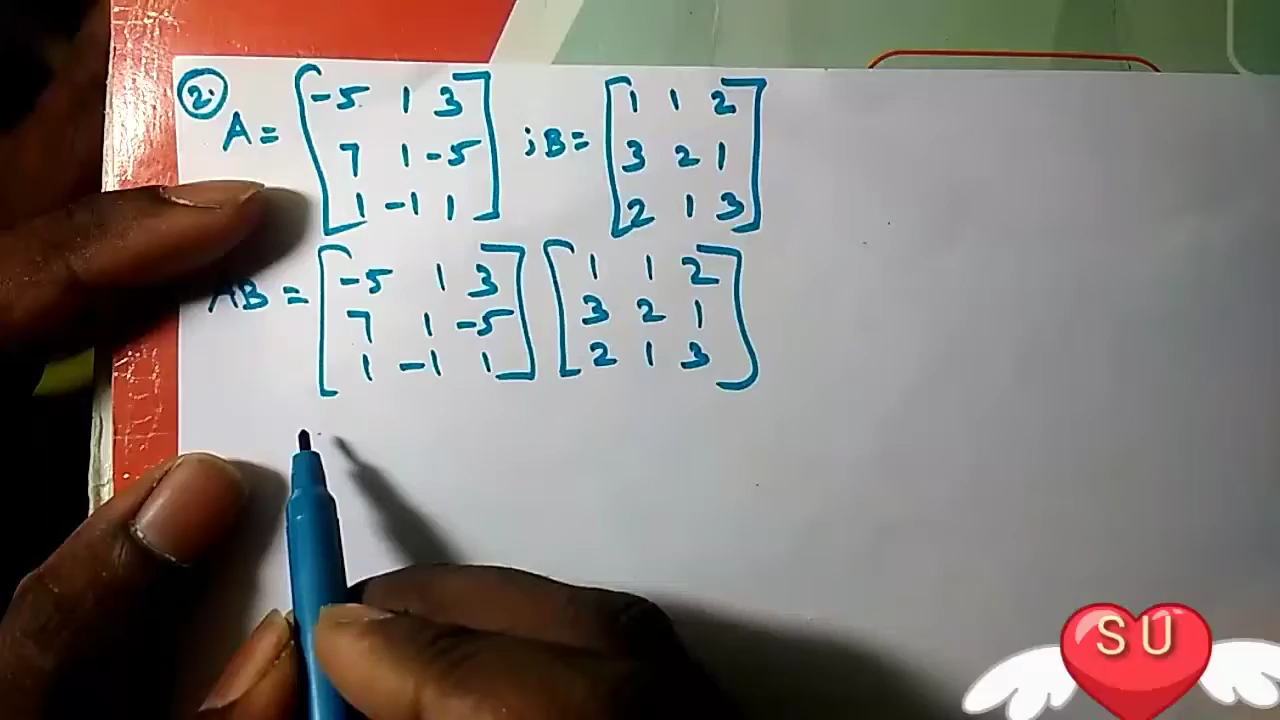 2.
A = [-5 1 3 ; B = [1 1 2
7 1 -5 3 2 1
1 -1 1] 2 1 3]
AB = [-5 1 3 [1 1 2
7 1 -5 3 2 1
1 -1 1] 2 1 3]
SU